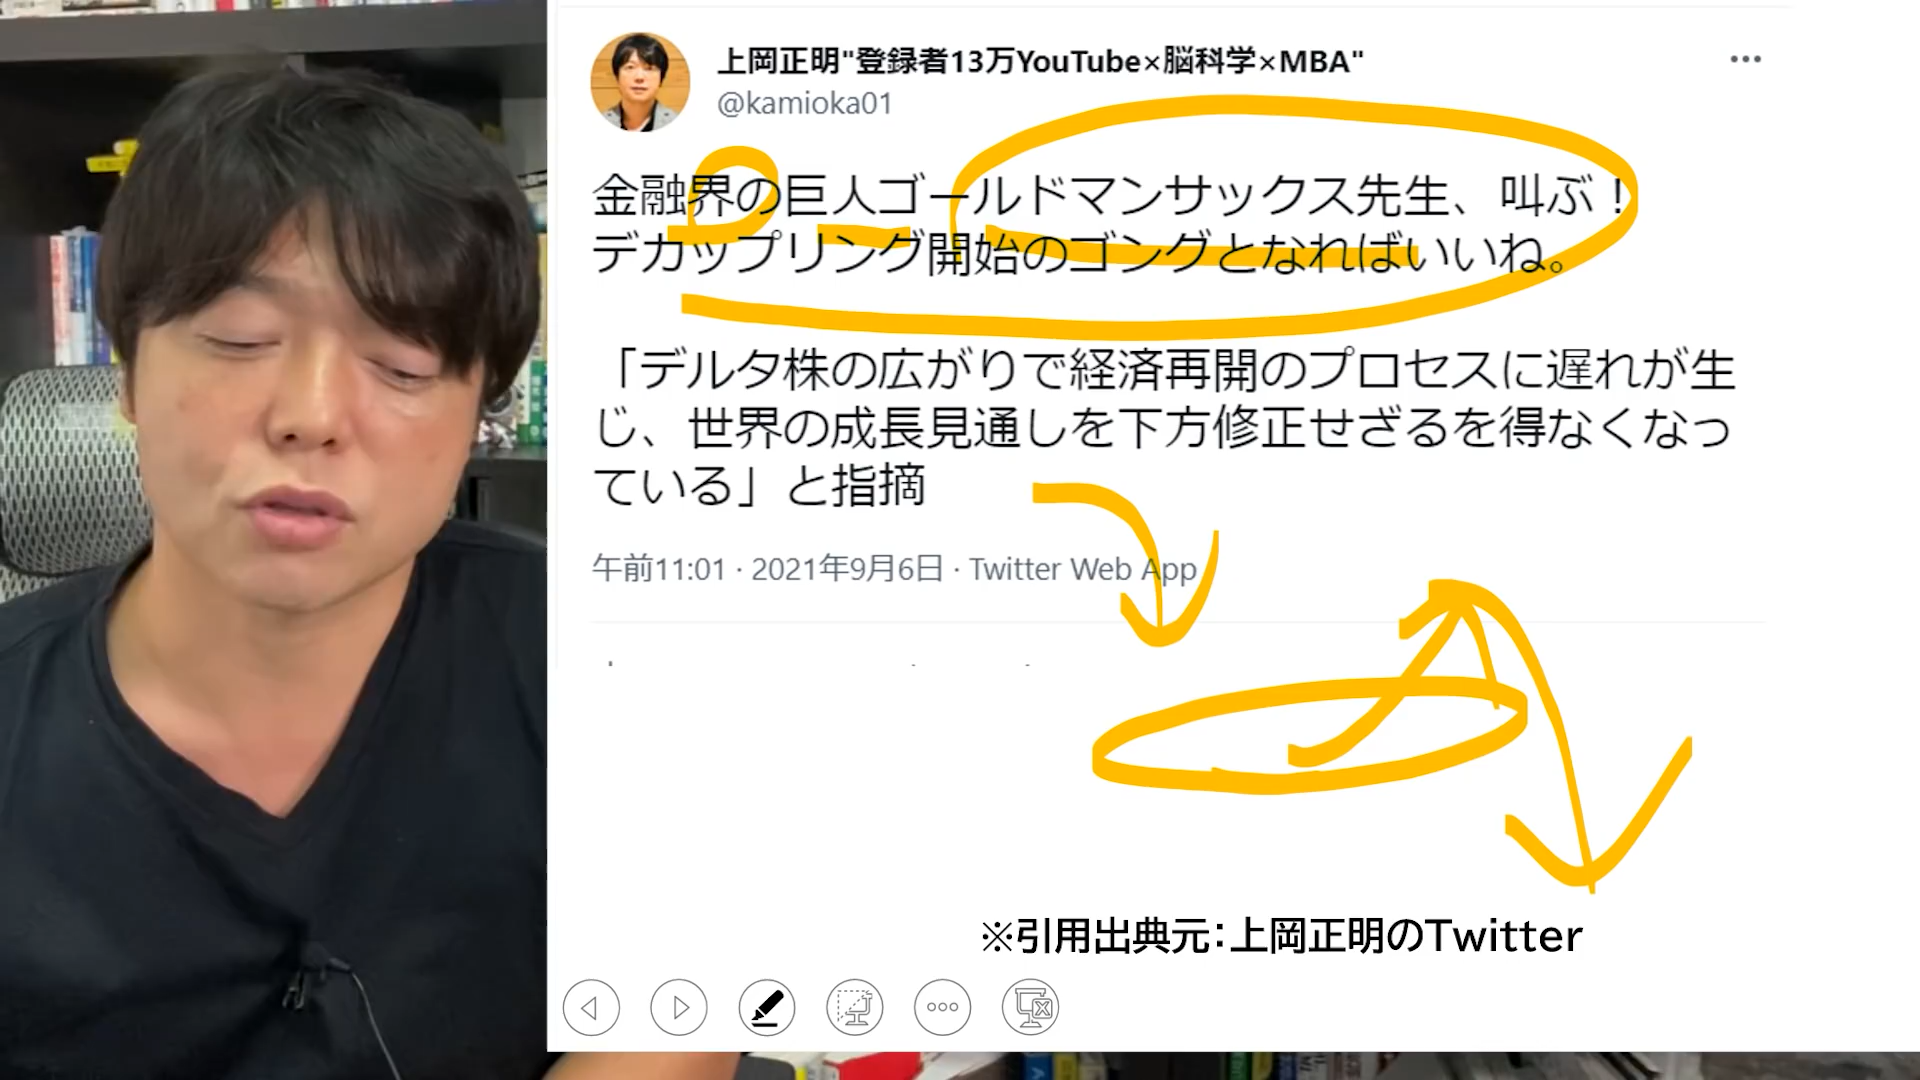 上岡正明"登録者13万YouTube×脳科学×MBA"
@kamioka01
金融界の巨人ゴールドマンサックス先生、叫ぶ！
デカップリング開始のゴングとなればいいね。
「デルタ株の広がりで経済再開のプロセスに遅れが生
じ、世界の成長見通しを下方修正せざるを得なくなっ
ている」と指摘
午前11:01 · 2021年9月6日 · Twitter Web App
※引用出典元：上岡正明のTwitter